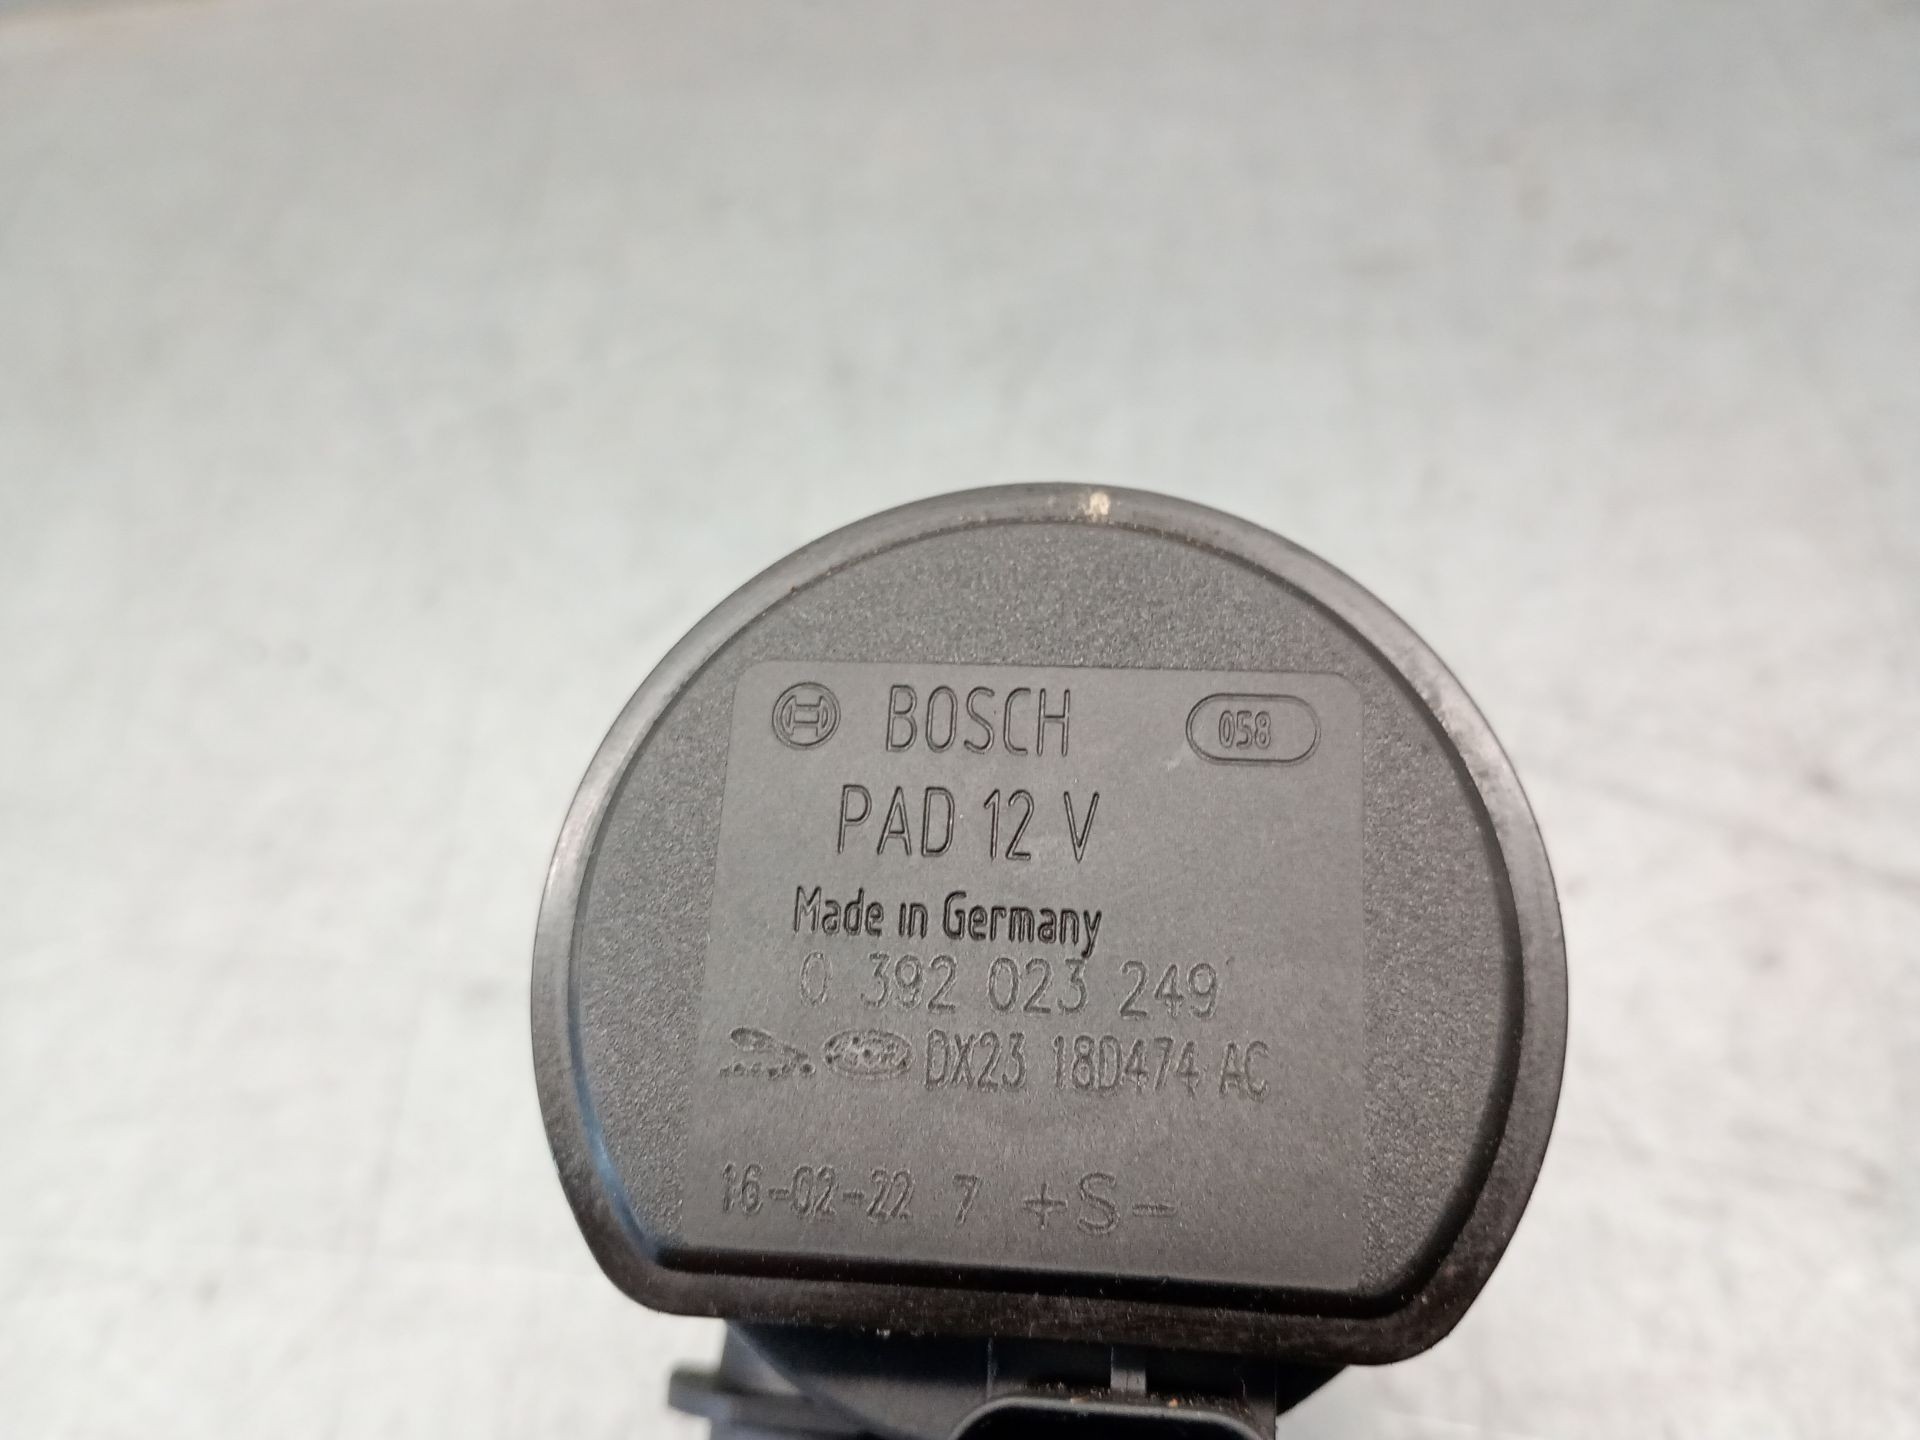 BOSCH 058
PAD 12 V
Made in Germany
0 392 023 249
DX23 18D474 AC
16-02-22 7 +S-